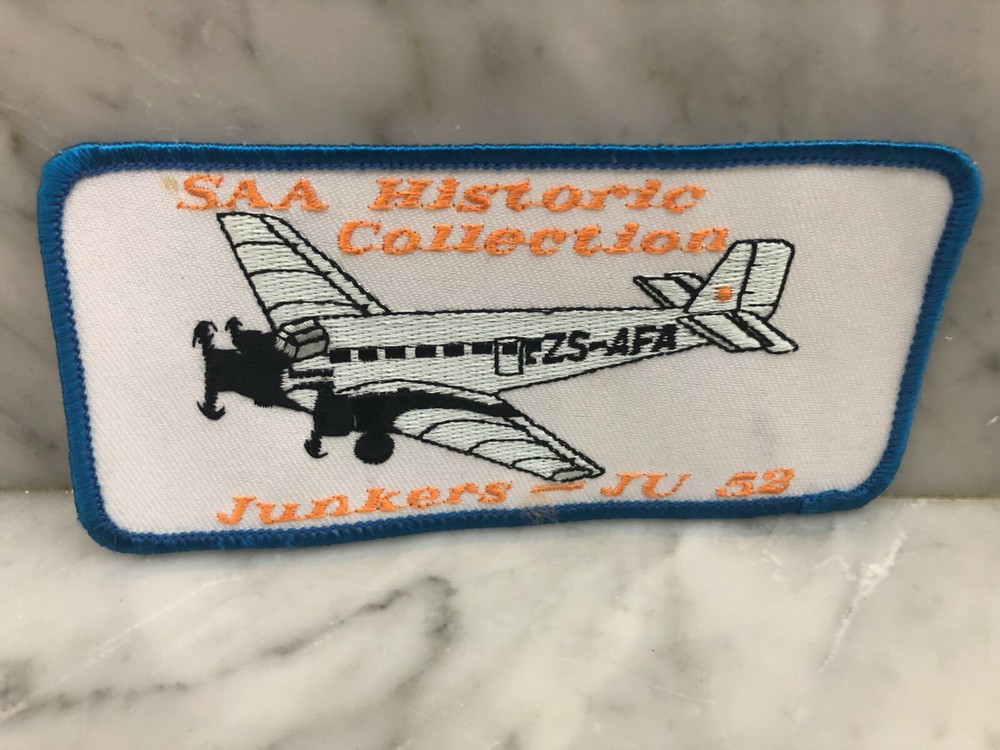 SAA Historic
Collection
ZS-AFA
Junkers - JU 52